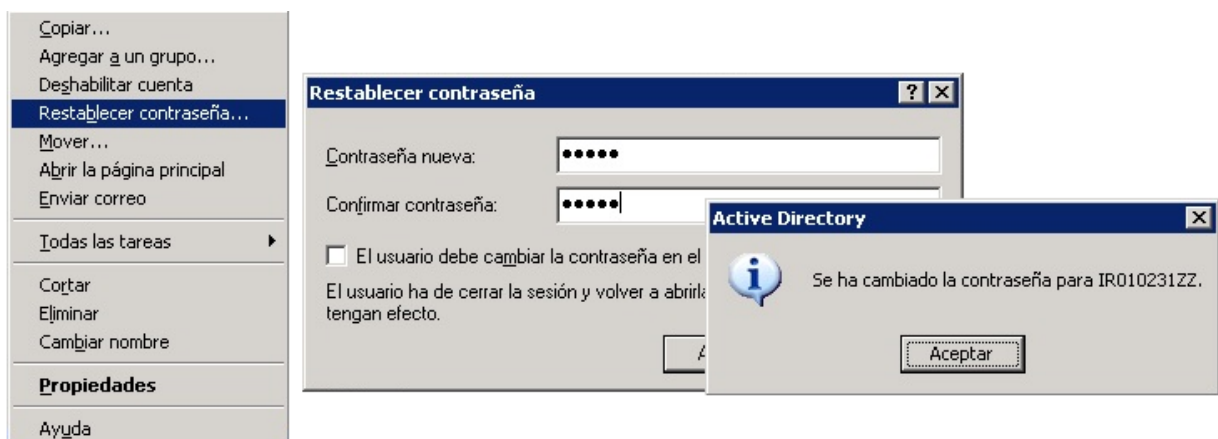 Copiar...
Agregar a un grupo...
Deshabilitar cuenta
Restablecer contraseña...
Mover...
Abrir la página principal
Enviar correo
Todas las tareas
Cortar
Eliminar
Cambiar nombre
Propiedades
Ayuda
Restablecer contraseña
Contraseña nueva:
•••••
Confirmar contraseña:
•••••
El usuario debe cambiar la contraseña en el
El usuario ha de cerrar la sesión y volver a abrirla
tengan efecto.
Active Directory
Se ha cambiado la contraseña para IR010231ZZ.
Aceptar